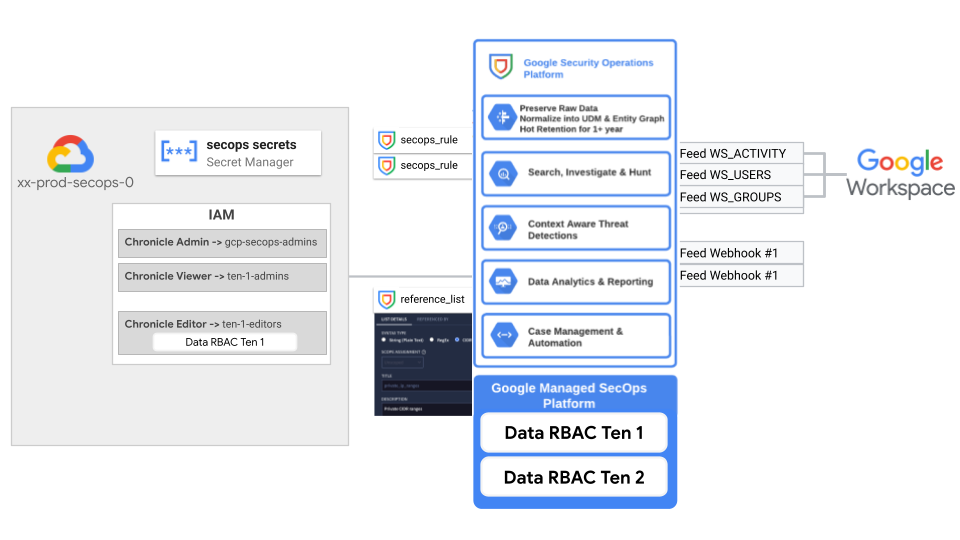 xx-prod-secops-0
[***]
secops secrets
Secret Manager
IAM
Chronicle Admin -> gcp-secops-admins
Chronicle Viewer -> ten-1-admins
Chronicle Editor -> ten-1-editors
Data RBAC Ten 1
secops_rule
secops_rule
reference_list
LIST DETAILS
REFERENCED BY
SYNTAX TYPE
String (Plain Text)
RegEx
CIDR
SCOPE ASSIGNMENT
TITLE
private_ip_ranges
DESCRIPTION
Private CIDR ranges
Google Security Operations
Platform
Preserve Raw Data
Normalize into UDM & Entity Graph
Hot Retention for 1+ year
Search, Investigate & Hunt
Context Aware Threat
Detections
Data Analytics & Reporting
Case Management &
Automation
Google Managed SecOps
Platform
Data RBAC Ten 1
Data RBAC Ten 2
Feed WS_ACTIVITY
Feed WS_USERS
Feed WS_GROUPS
Feed Webhook #1
Feed Webhook #1
Google
Workspace